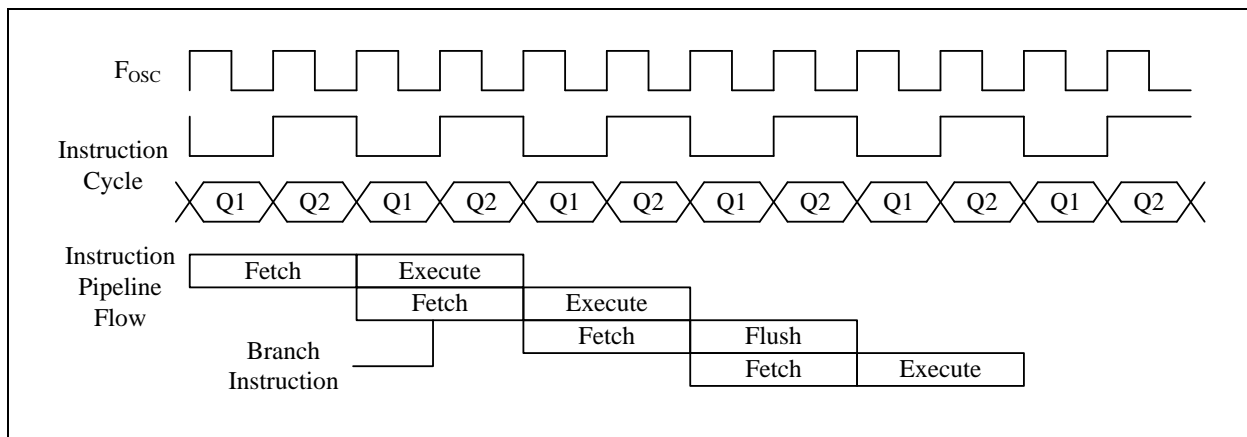 FOSC
Instruction
Cycle
Q1 Q2 Q1 Q2 Q1 Q2 Q1 Q2 Q1 Q2 Q1 Q2
Instruction
Pipeline
Flow
Fetch Execute
Fetch Execute
Fetch Flush
Fetch Execute
Branch
Instruction